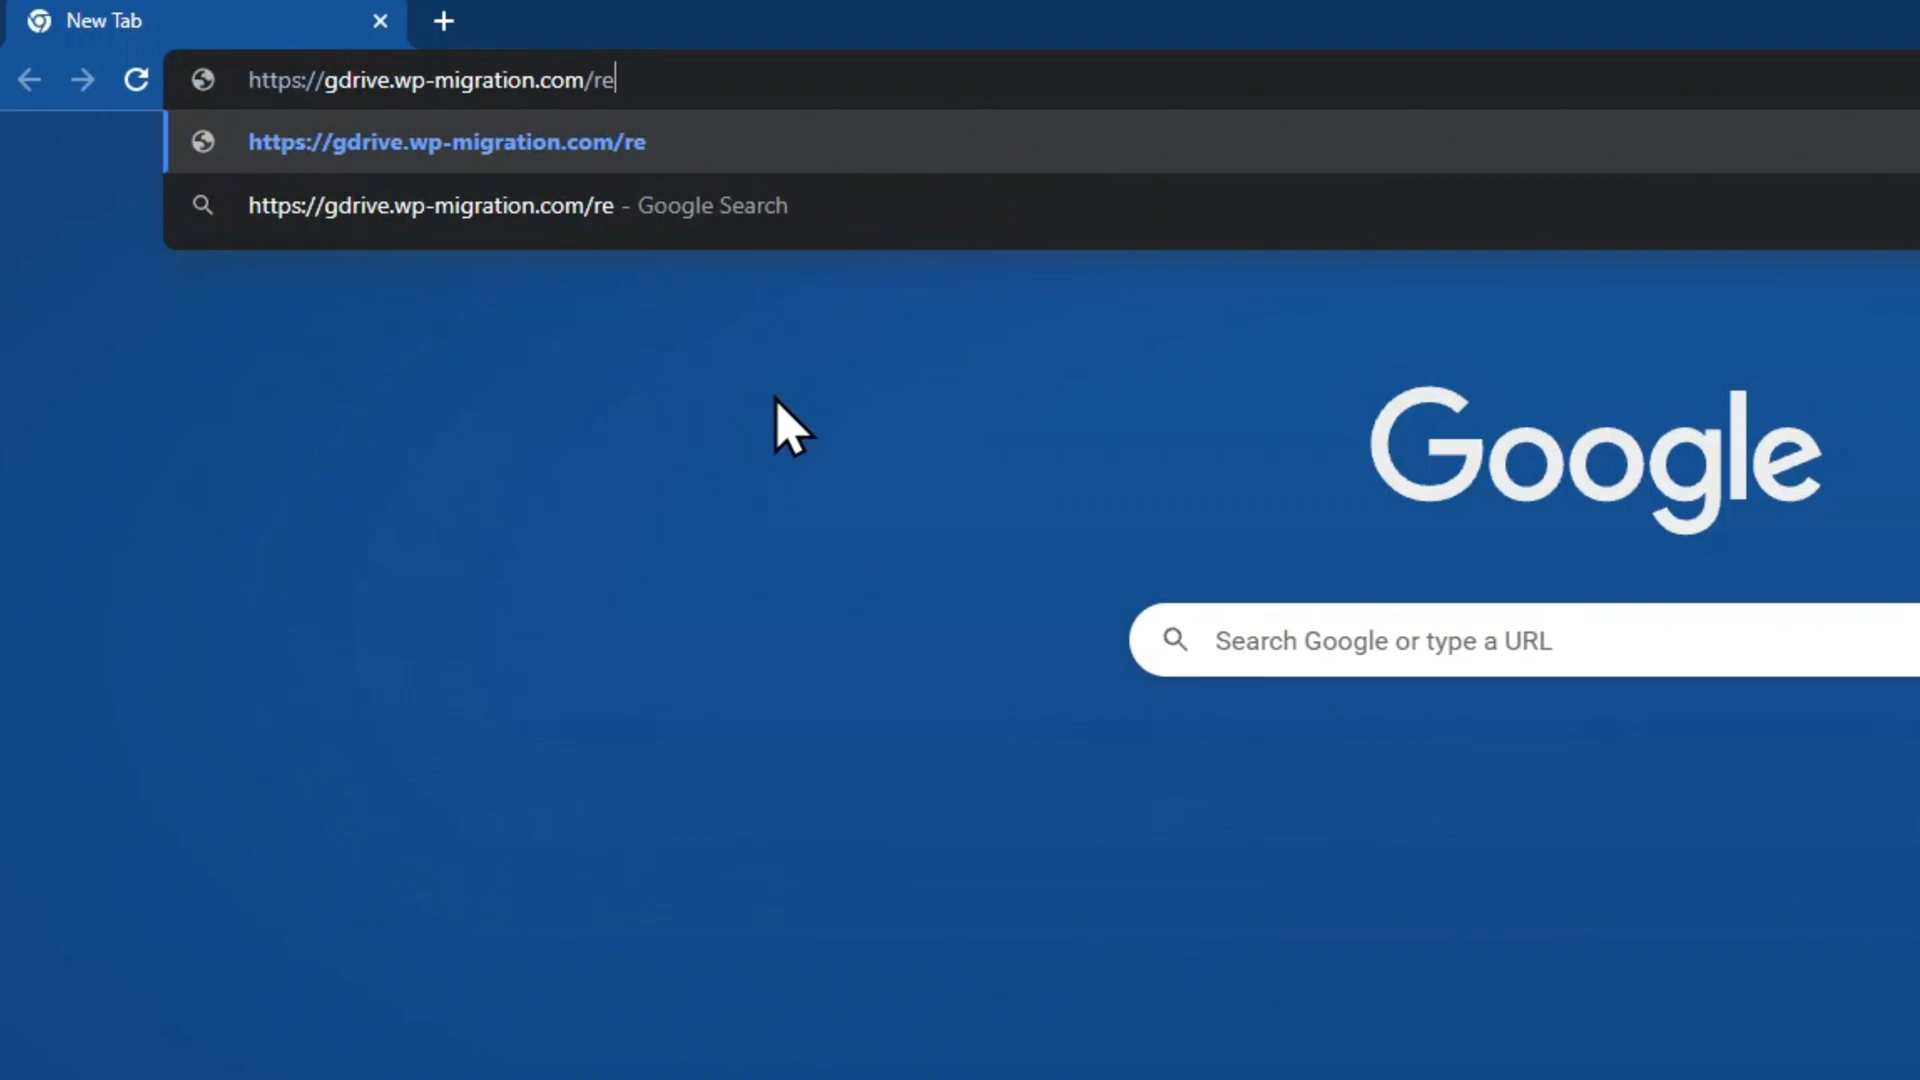 New Tab
https://gdrive.wp-migration.com/re
https://gdrive.wp-migration.com/re
https://gdrive.wp-migration.com/re - Google Search
Google
Search Google or type a URL